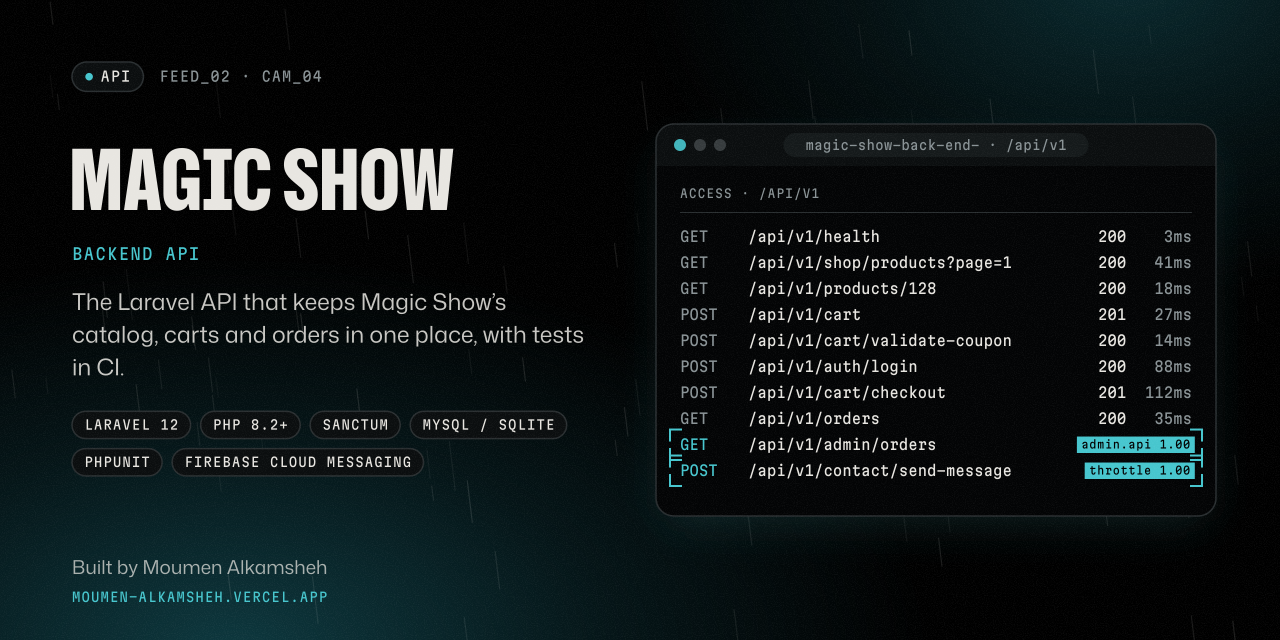 API FEED_02 · CAM_04
MAGIC SHOW
BACKEND API
The Laravel API that keeps Magic Show’s
catalog, carts and orders in one place, with tests
in CI.
LARAVEL 12 PHP 8.2+ SANCTUM MYSQL / SQLITE
PHPUNIT FIREBASE CLOUD MESSAGING
Built by Moumen Alkamsheh
MOUMEN-ALKAMSHEH.VERCEL.APP
magic-show-back-end- · /api/v1
ACCESS · /API/V1
GET /api/v1/health 200 3ms
GET /api/v1/shop/products?page=1 200 41ms
GET /api/v1/products/128 200 18ms
POST /api/v1/cart 201 27ms
POST /api/v1/cart/validate-coupon 200 14ms
POST /api/v1/auth/login 200 88ms
POST /api/v1/cart/checkout 201 112ms
GET /api/v1/orders 200 35ms
GET /api/v1/admin/orders admin.api 1.00
POST /api/v1/contact/send-message throttle 1.00